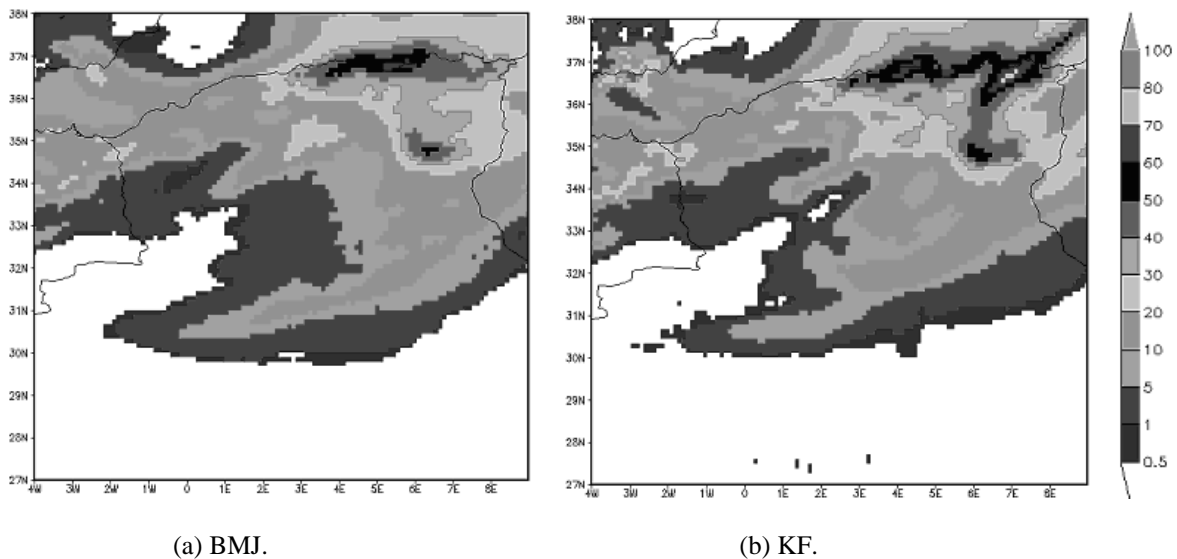 38N
37N
36N
35N
34N
33N
32N
31N
30N
29N
28N
27N
4W 3W 2W 1W 0 1E 2E 3E 4E 5E 6E 7E 8E
38N
37N
36N
35N
34N
33N
32N
31N
30N
29N
28N
27N
4W 3W 2W 1W 0 1E 2E 3E 4E 5E 6E 7E 8E
100
80
70
60
50
40
30
20
10
5
1
0.5
(a) BMJ.
(b) KF.